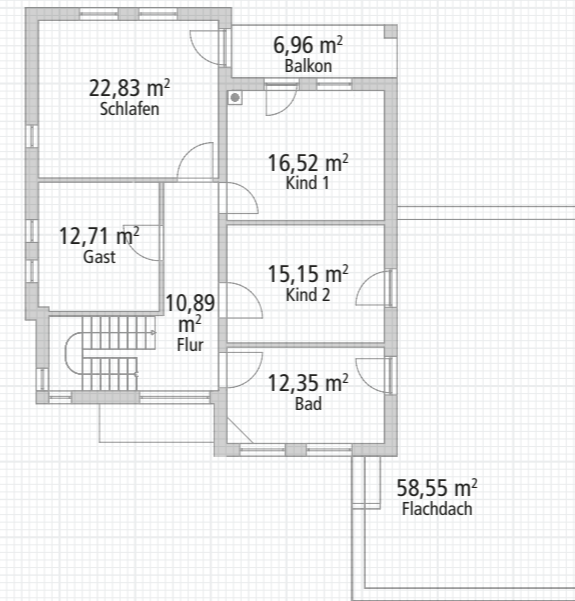 6,96 m²
Balkon
22,83 m²
Schlafen
16,52 m²
Kind 1
12,71 m²
Gast
15,15 m²
Kind 2
10,89
m²
Flur
12,35 m²
Bad
58,55 m²
Flachdach